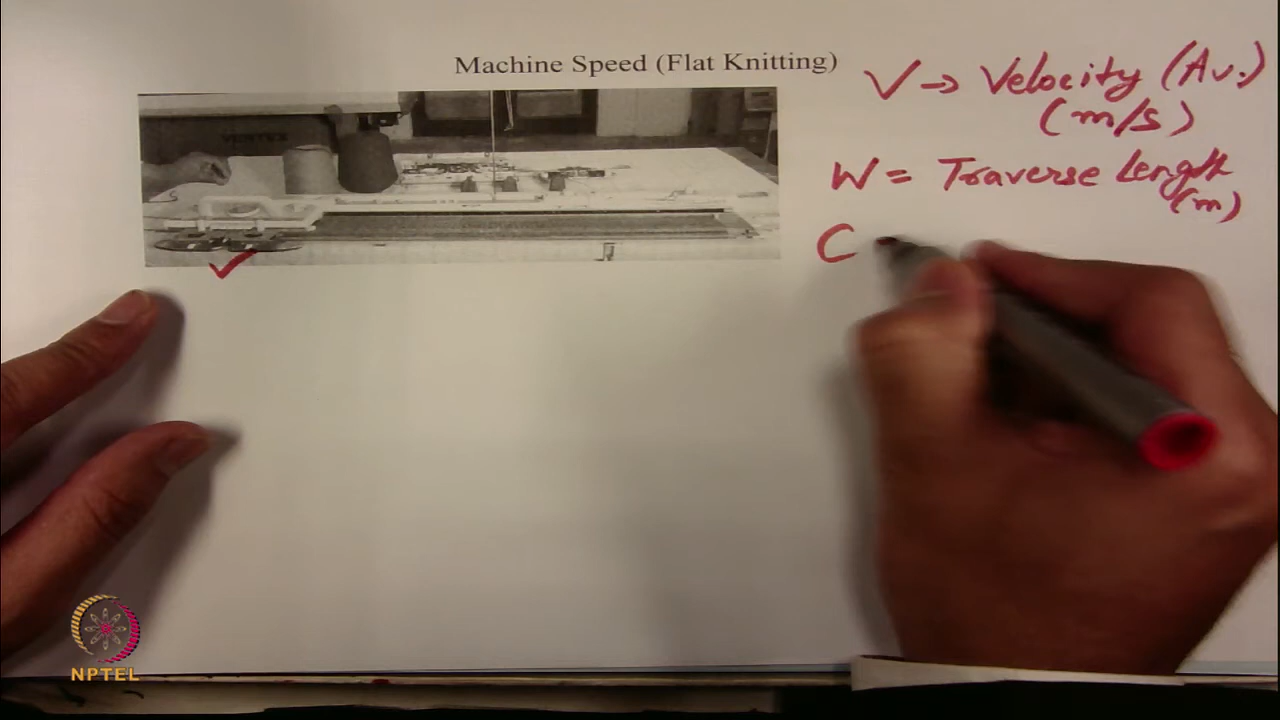 Machine Speed (Flat Knitting)
V → Velocity (Av.)
(m/s)
W = Traverse Length
(m)
C
NPTEL